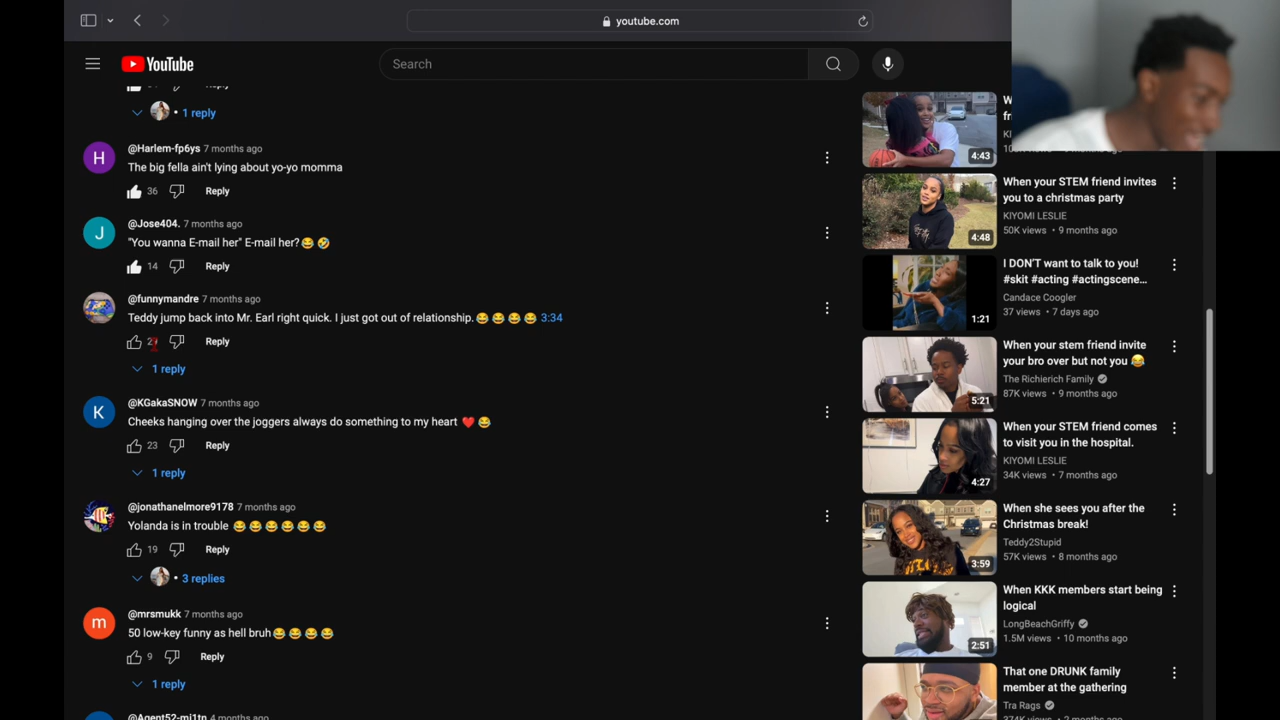 youtube.com
YouTube
Search
1 reply
H
@Harlem-fp6ys 7 months ago
The big fella ain't lying about yo-yo momma
36
Reply
J
@Jose404. 7 months ago
"You wanna E-mail her" E-mail her?😂🤣
14
Reply
@funnymandre 7 months ago
Teddy jump back into Mr. Earl right quick. I just got out of relationship.😂😂😂😂 3:34
Reply
1 reply
K
@KGakaSNOW 7 months ago
Cheeks hanging over the joggers always do something to my heart ❤️😂
23
Reply
1 reply
@jonathanelmore9178 7 months ago
Yolanda is in trouble 😂😂😂😂😂😂
19
Reply
3 replies
m
@mrsmukk 7 months ago
50 low-key funny as hell bruh😂😂😂😂
9
Reply
1 reply
@Agent52-mi1tn 4 months ago
4:43
When your STEM friend invites
you to a christmas party
KIYOMI LESLIE
50K views • 9 months ago
4:48
I DON'T want to talk to you!
#skit #acting #actingscene...
Candace Coogler
37 views • 7 days ago
1:21
When your stem friend invite
your bro over but not you 😂
The Richierich Family
87K views • 9 months ago
5:21
When your STEM friend comes
to visit you in the hospital.
KIYOMI LESLIE
34K views • 7 months ago
4:27
When she sees you after the
Christmas break!
Teddy2Stupid
57K views • 8 months ago
3:59
When KKK members start being
logical
LongBeachGriffy
1.5M views • 10 months ago
2:51
That one DRUNK family
member at the gathering
Tra Rags